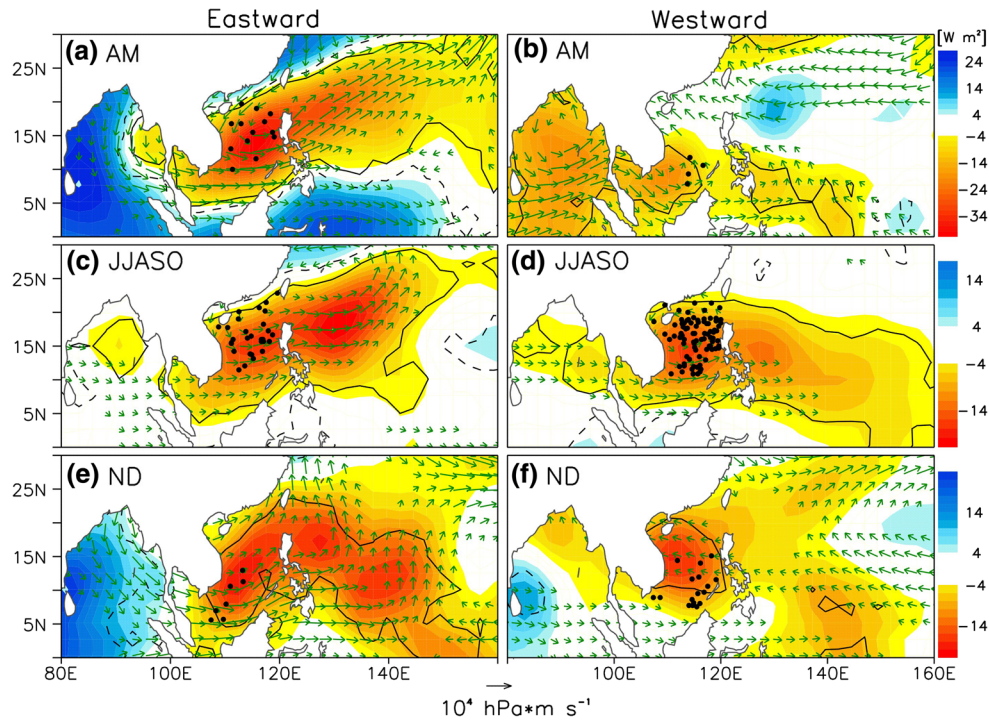 Eastward Westward
[W m²]
(a) AM (b) AM
25N
15N
5N
24
14
4
−4
−14
−24
−34
(c) JJASO (d) JJASO
25N
15N
5N
14
4
−4
−14
(e) ND (f) ND
25N
15N
5N
14
4
−4
−14
80E 100E 120E 140E 100E 120E 140E 160E
10⁴ hPa*m s⁻¹